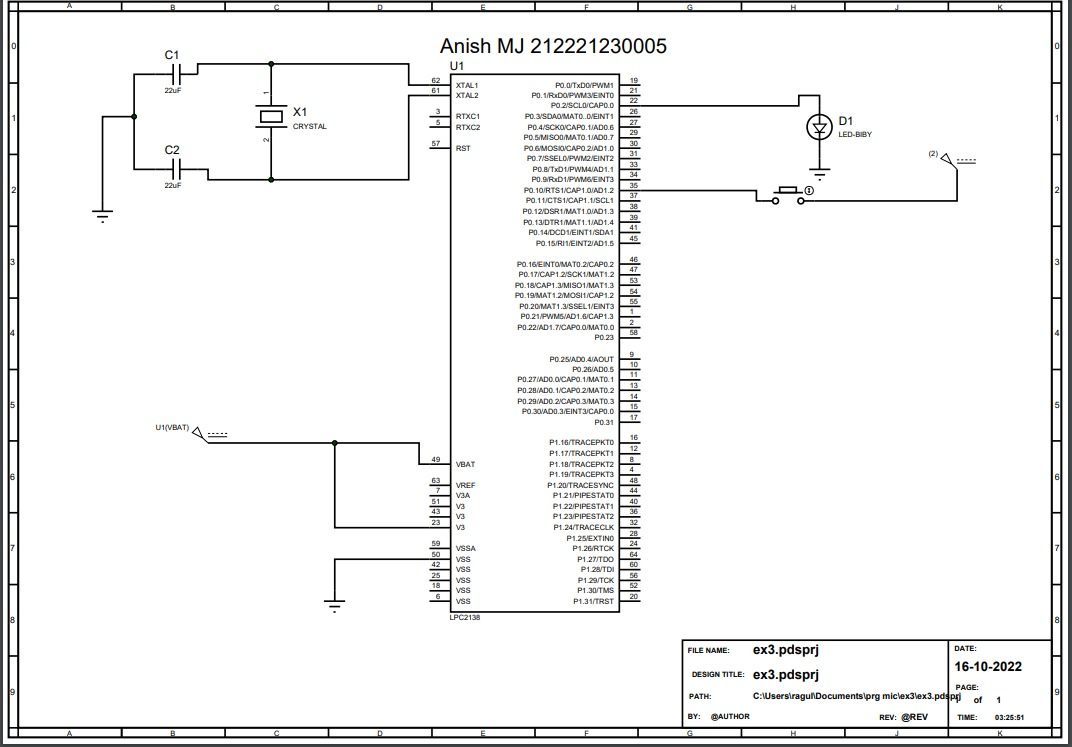 A B C D E F G H I J K
Anish MJ 212221230005
C1
22uF
C2
22uF
1
X1
CRYSTAL
2
U1
62 XTAL1
61 XTAL2
3 RTXC1
5 RTXC2
57 RST
49 VBAT
63 VREF
7 V3A
51 V3
43 V3
23 V3
59 VSSA
50 VSS
42 VSS
25 VSS
18 VSS
6 VSS
P0.0/TxD0/PWM1 19
P0.1/RxD0/PWM3/EINT0 21
P0.2/SCL0/CAP0.0 22
P0.3/SDA0/MAT0..0/EINT1 26
P0.4/SCK0/CAP0.1/AD0.6 27
P0.5/MISO0/MAT0.1/AD0.7 29
P0.6/MOSI0/CAP0.2/AD1.0 30
P0.7/SSEL0/PWM2/EINT2 31
P0.8/TxD1/PWM4/AD1.1 33
P0.9/RxD1/PWM6/EINT3 34
P0.10/RTS1/CAP1.0/AD1.2 35
P0.11/CTS1/CAP1.1/SCL1 37
P0.12/DSR1/MAT1.0/AD1.3 38
P0.13/DTR1/MAT1.1/AD1.4 39
P0.14/DCD1/EINT1/SDA1 41
P0.15/RI1/EINT2/AD1.5 45
P0.16/EINT0/MAT0.2/CAP0.2 46
P0.17/CAP1.2/SCK1/MAT1.2 47
P0.18/CAP1.3/MISO1/MAT1.3 53
P0.19/MAT1.2/MOSI1/CAP1.2 54
P0.20/MAT1.3/SSEL1/EINT3 55
P0.21/PWM5/AD1.6/CAP1.3 1
P0.22/AD1.7/CAP0.0/MAT0.0 2
P0.23 58
P0.25/AD0.4/AOUT 9
P0.26/AD0.5 10
P0.27/AD0.0/CAP0.1/MAT0.1 11
P0.28/AD0.1/CAP0.2/MAT0.2 13
P0.29/AD0.2/CAP0.3/MAT0.3 14
P0.30/AD0.3/EINT3/CAP0.0 15
P0.31 17
P1.16/TRACEPKT0 16
P1.17/TRACEPKT1 12
P1.18/TRACEPKT2 8
P1.19/TRACEPKT3 4
P1.20/TRACESYNC 48
P1.21/PIPESTAT0 44
P1.22/PIPESTAT1 40
P1.23/PIPESTAT2 36
P1.24/TRACECLK 32
P1.25/EXTIN0 28
P1.26/RTCK 24
P1.27/TDO 64
P1.28/TDI 60
P1.29/TCK 56
P1.30/TMS 52
P1.31/TRST 20
LPC2138
D1
LED-BIBY
(2)
U1(VBAT)
0 0
1 1
2 2
3 3
4 4
5 5
6 6
7 7
8 8
9 9
FILE NAME: ex3.pdsprj
DESIGN TITLE: ex3.pdsprj
PATH: C:\Users\ragul\Documents\prg mic\ex3\ex3.pdsprj
BY: @AUTHOR REV: @REV
DATE:
16-10-2022
PAGE:
1 of 1
TIME: 03:25:51
A B C D E F G H J K